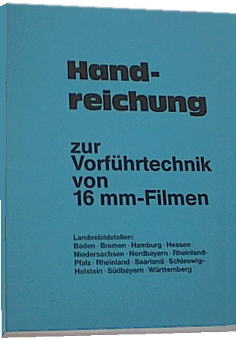 Hand-
reichung
zur
Vorführtechnik
von
16 mm-Filmen
Landesbildstellen:
Baden · Bremen · Hamburg · Hessen
Niedersachsen · Nordbayern · Rheinland-
Pfalz · Rheinland · Saarland · Schleswig-
Holstein · Südbayern · Württemberg